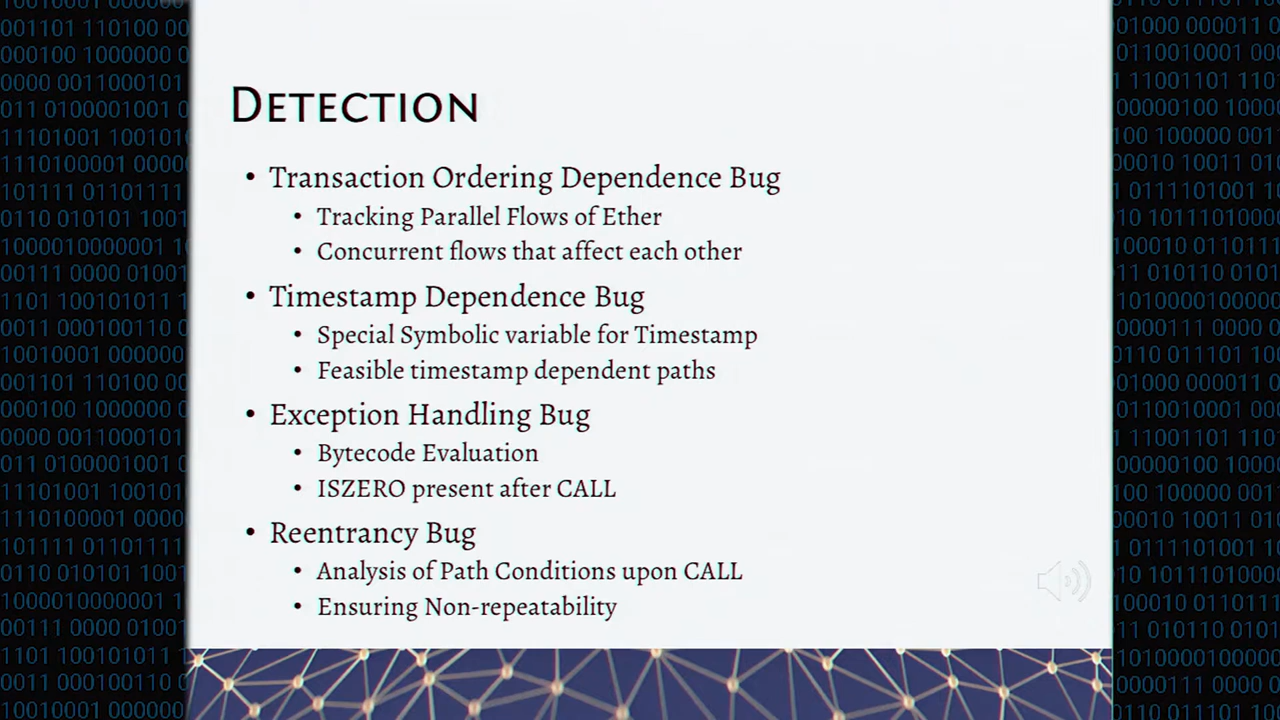 DETECTION
• Transaction Ordering Dependence Bug
• Tracking Parallel Flows of Ether
• Concurrent flows that affect each other
• Timestamp Dependence Bug
• Special Symbolic variable for Timestamp
• Feasible timestamp dependent paths
• Exception Handling Bug
• Bytecode Evaluation
• ISZERO present after CALL
• Reentrancy Bug
• Analysis of Path Conditions upon CALL
• Ensuring Non-repeatability